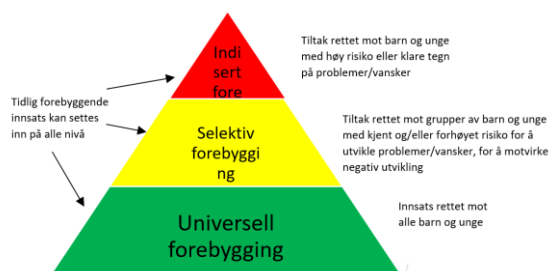 Indi
sert
fore
Tiltak rettet mot barn og unge
med høy risiko eller klare tegn
på problemer/vansker
Tidlig forebyggende
innsats kan settes
inn på alle nivå
Selektiv
forebyggi
ng
Tiltak rettet mot grupper av barn og unge
med kjent og/eller forhøyet risiko for å
utvikle problemer/vansker, for å motvirke
negativ utvikling
Universell
forebygging
Innsats rettet mot
alle barn og unge